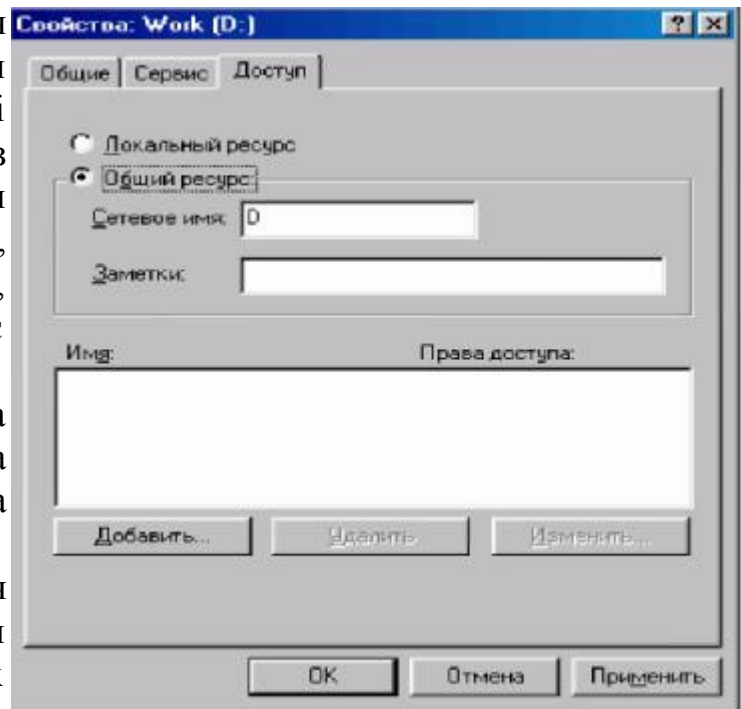 Свойства: Work (D:)
Общие Сервис Доступ
Локальный ресурс
Общий ресурс:
Сетевое имя: D
Заметки:
Имя: Права доступа:
Добавить... Удалить Изменить...
OK Отмена Применить